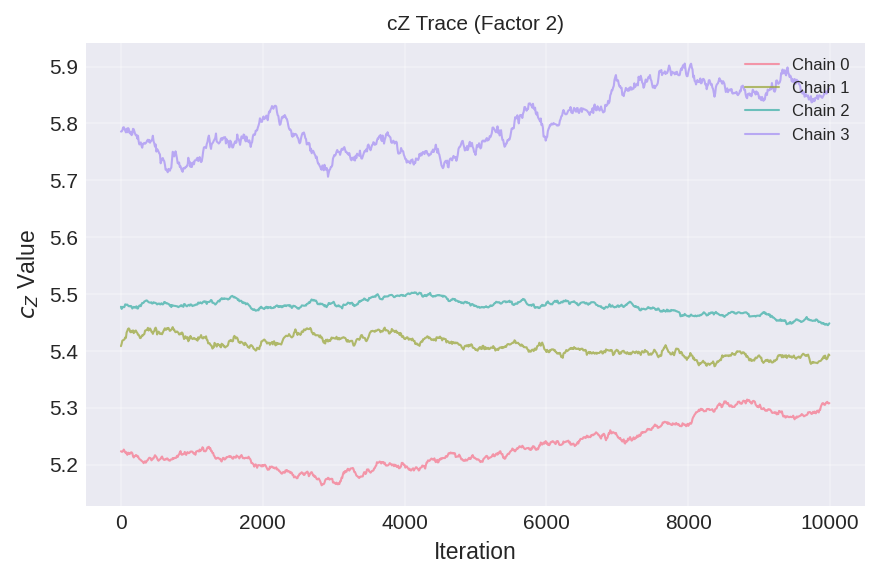 cZ Trace (Factor 2)
cZ Value
5.9
5.8
5.7
5.6
5.5
5.4
5.3
5.2
Chain 0
Chain 1
Chain 2
Chain 3
0 2000 4000 6000 8000 10000
Iteration